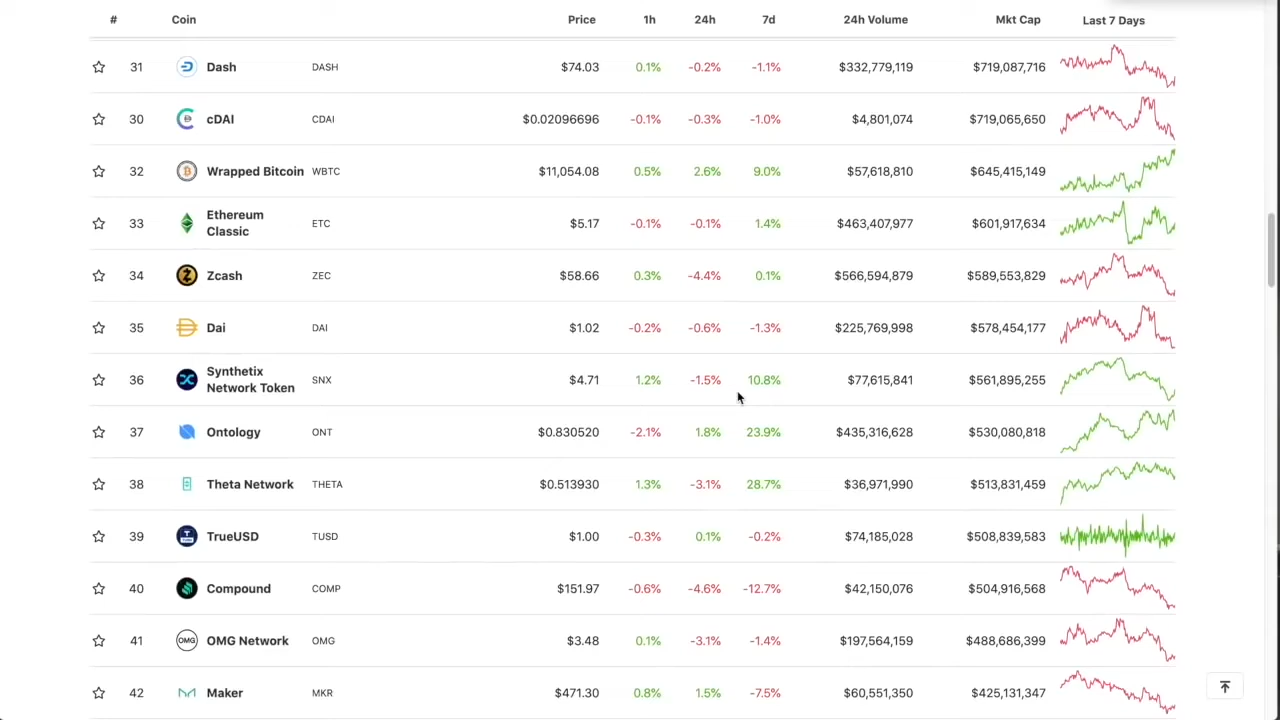 # Coin Price 1h 24h 7d 24h Volume Mkt Cap Last 7 Days
31 Dash DASH $74.03 0.1% -0.2% -1.1% $332,779,119 $719,087,716
30 cDAI CDAI $0.02096696 -0.1% -0.3% -1.0% $4,801,074 $719,065,650
32 Wrapped Bitcoin WBTC $11,054.08 0.5% 2.6% 9.0% $57,618,810 $645,415,149
33 Ethereum
Classic ETC $5.17 -0.1% -0.1% 1.4% $463,407,977 $601,917,634
34 Zcash ZEC $58.66 0.3% -4.4% 0.1% $566,594,879 $589,553,829
35 Dai DAI $1.02 -0.2% -0.6% -1.3% $225,769,998 $578,454,177
36 Synthetix
Network Token SNX $4.71 1.2% -1.5% 10.8% $77,615,841 $561,895,255
37 Ontology ONT $0.830520 -2.1% 1.8% 23.9% $435,316,628 $530,080,818
38 Theta Network THETA $0.513930 1.3% -3.1% 28.7% $36,971,990 $513,831,459
39 TrueUSD TUSD $1.00 -0.3% 0.1% -0.2% $74,185,028 $508,839,583
40 Compound COMP $151.97 -0.6% -4.6% -12.7% $42,150,076 $504,916,568
41 OMG OMG Network OMG $3.48 0.1% -3.1% -1.4% $197,564,159 $488,686,399
42 Maker MKR $471.30 0.8% 1.5% -7.5% $60,551,350 $425,131,347